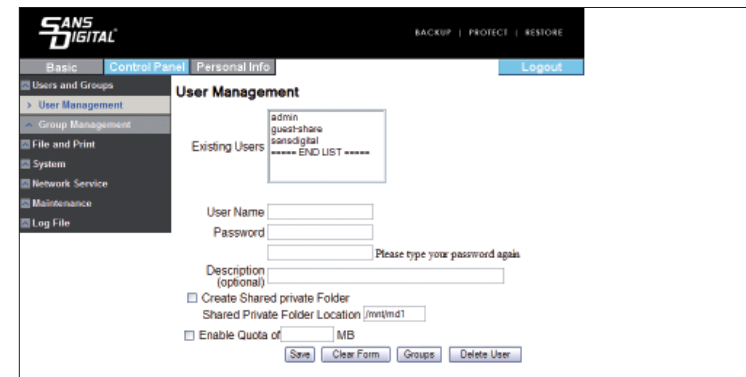 SANS DIGITAL
BACKUP | PROTECT | RESTORE
Basic Control Panel Personal Info Logout
Users and Groups
> User Management
Group Management
File and Print
System
Network Service
Maintenance
Log File
User Management
Existing Users
admin
guest-share
sansdigital
===== END LIST =====
User Name
Password
Please type your password again
Description
(optional)
Create Shared private Folder
Shared Private Folder Location /mnt/md1
Enable Quota of MB
Save Clear Form Groups Delete User